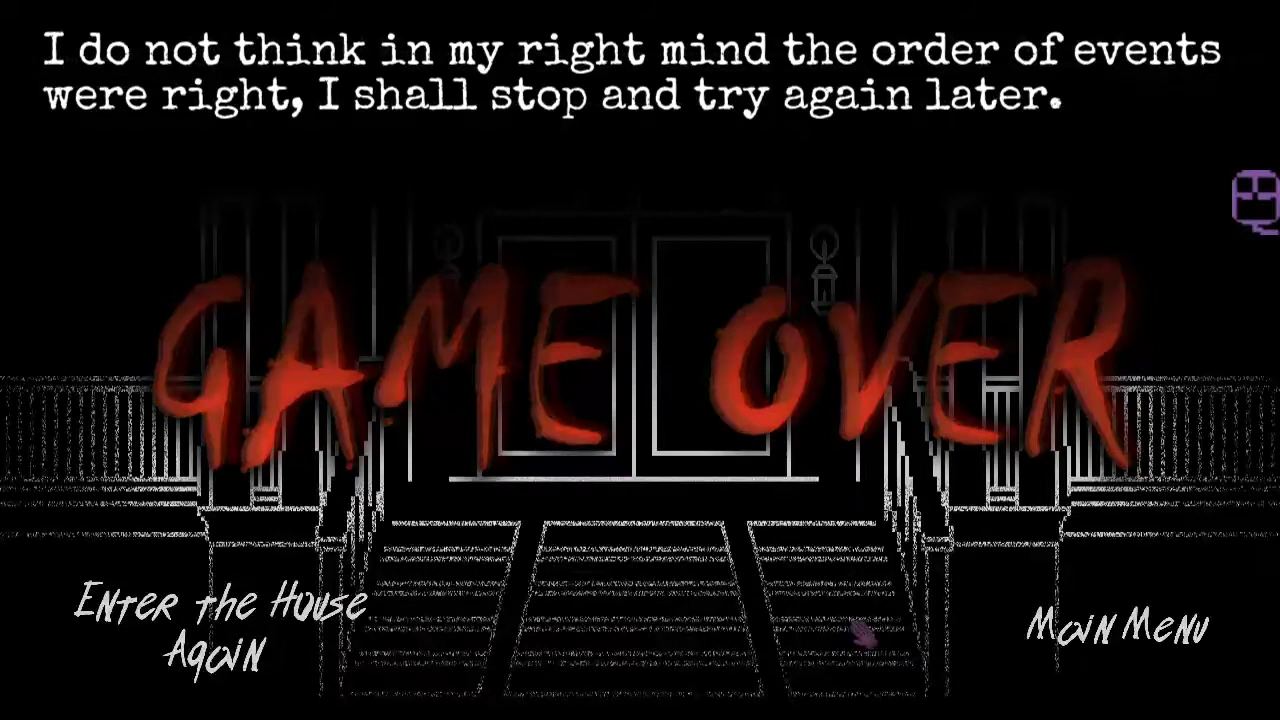 I do not think in my right mind the order of events
were right, I shall stop and try again later.
GAME OVER
Enter the House
Again
Main Menu